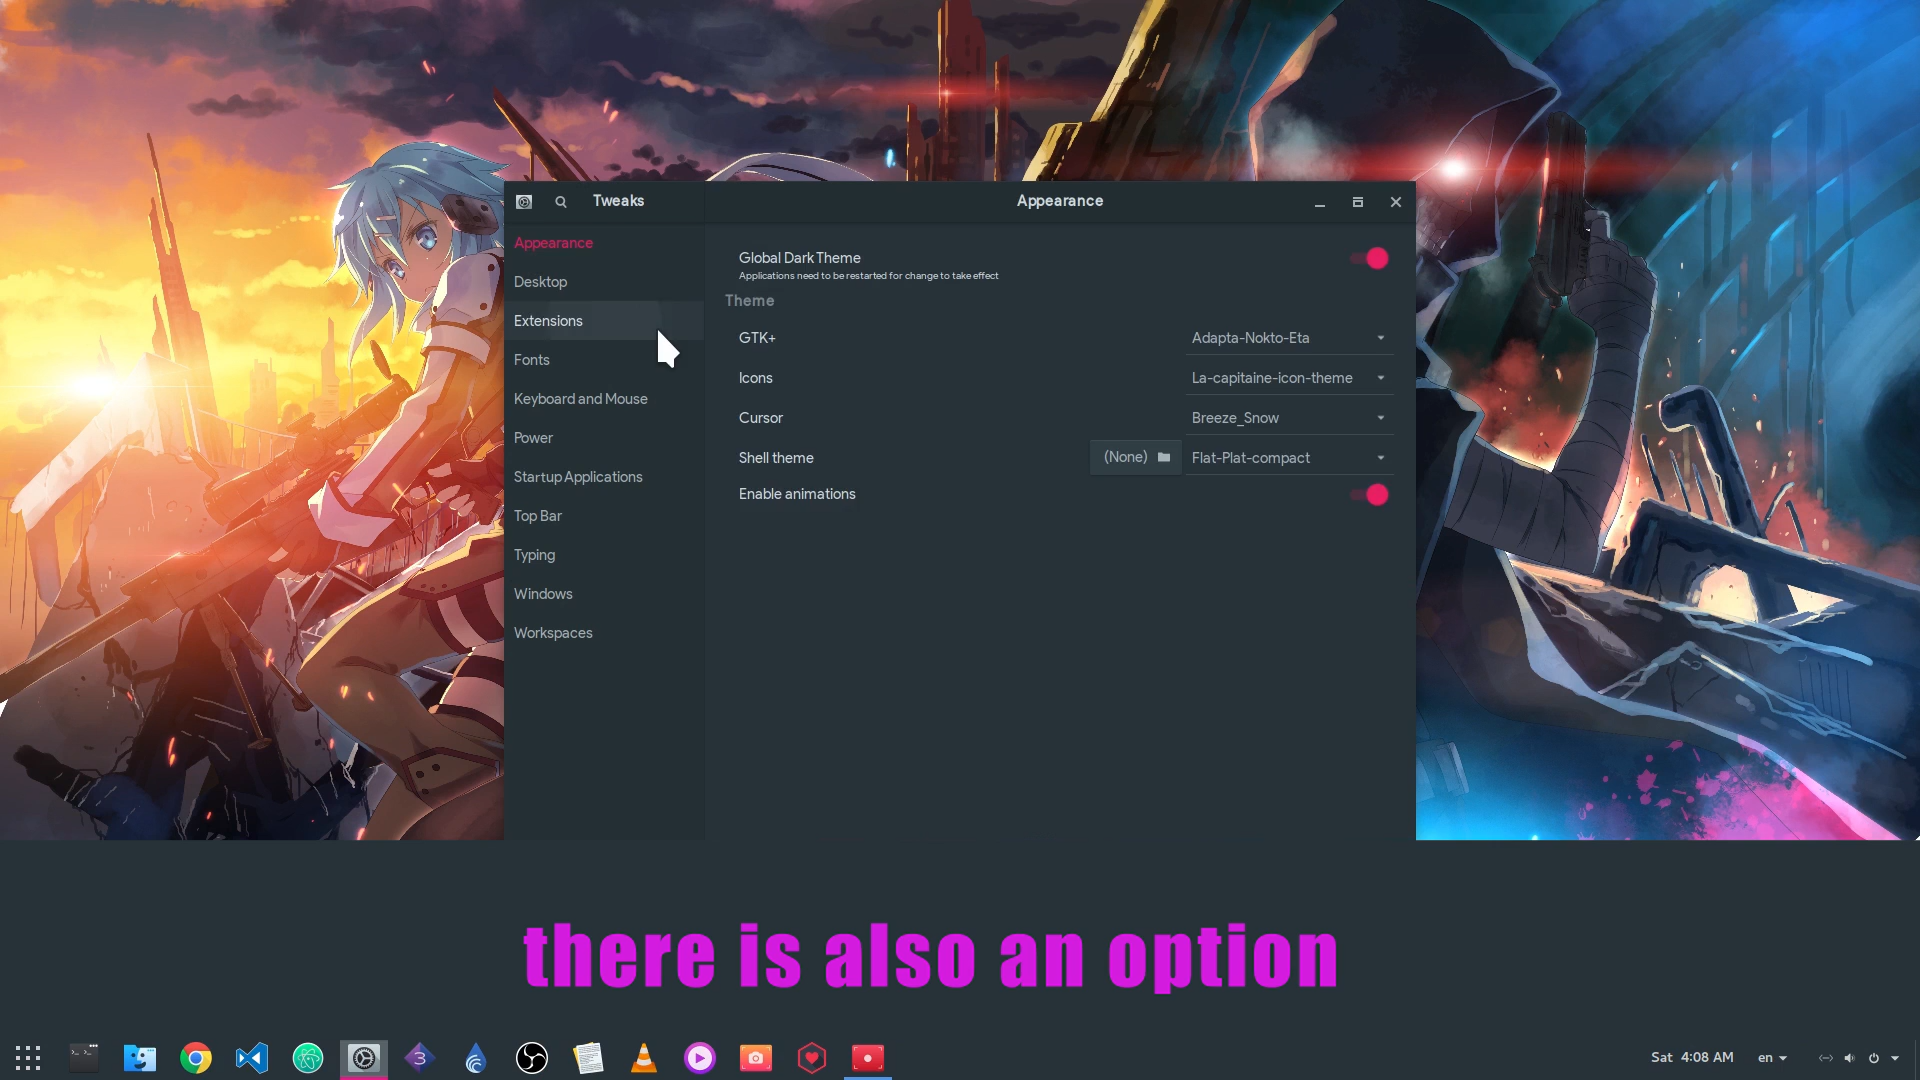 Tweaks
Appearance
Appearance
Desktop
Extensions
Fonts
Keyboard and Mouse
Power
Startup Applications
Top Bar
Typing
Windows
Workspaces
Global Dark Theme
Applications need to be restarted for change to take effect
Theme
GTK+ Adapta-Nokto-Eta
Icons La-capitaine-icon-theme
Cursor Breeze_Snow
Shell theme (None) Flat-Plat-compact
Enable animations
there is also an option
3
Sat 4:08 AM en